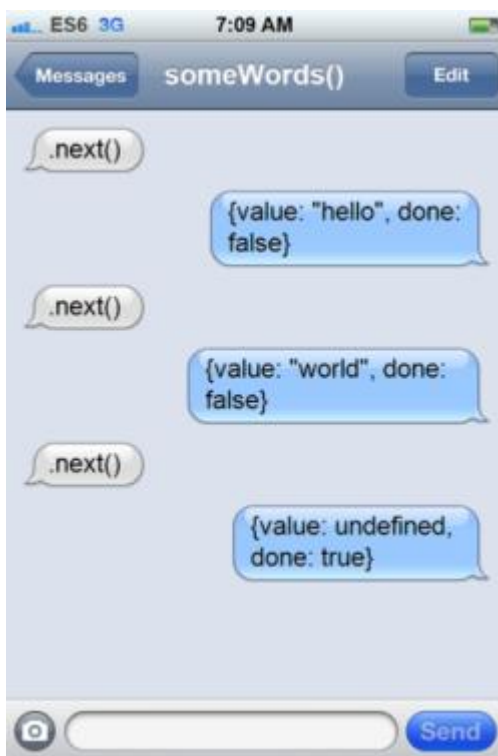 ES6 3G 7:09 AM
Messages someWords() Edit
.next()
{value: "hello", done:
false}
.next()
{value: "world", done:
false}
.next()
{value: undefined,
done: true}
Send